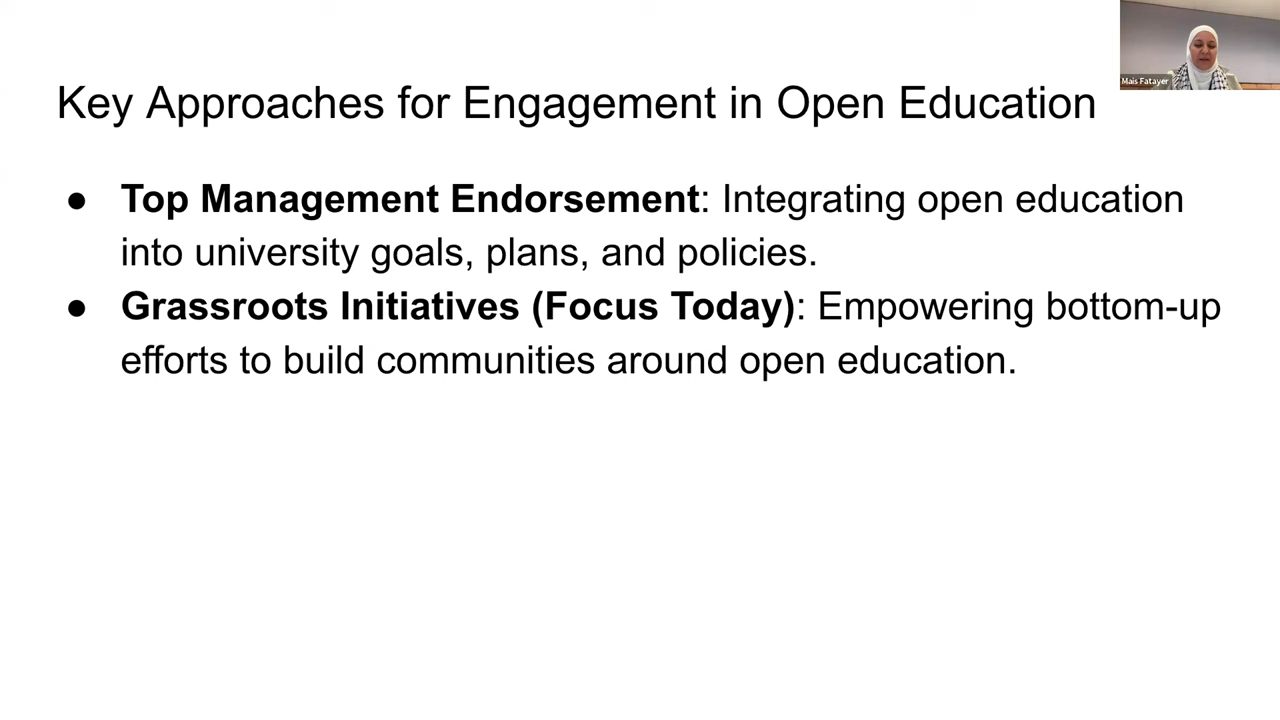 Mais Fatayer
Key Approaches for Engagement in Open Education
● Top Management Endorsement: Integrating open education
into university goals, plans, and policies.
● Grassroots Initiatives (Focus Today): Empowering bottom-up
efforts to build communities around open education.